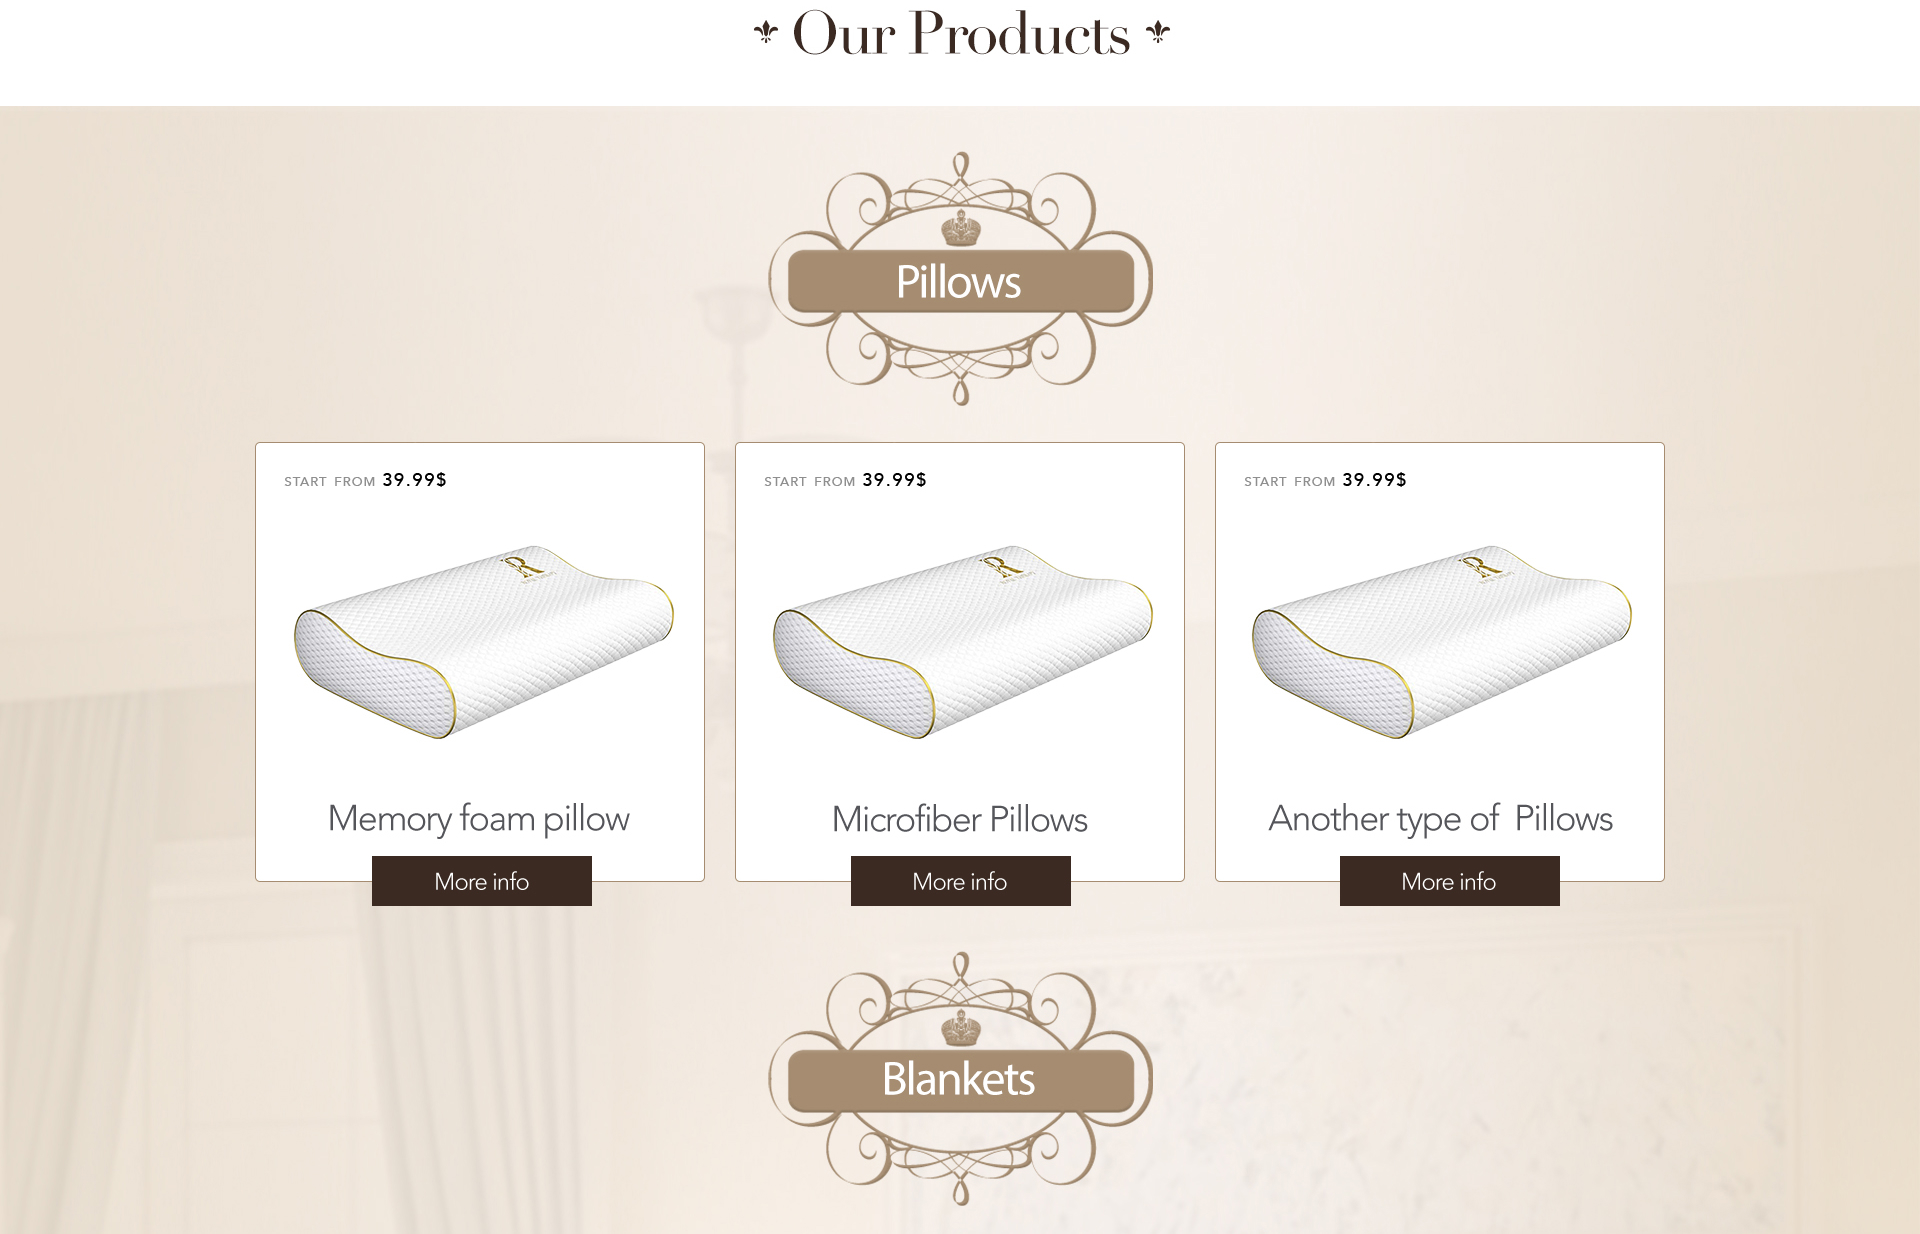 Our Products
Pillows
START FROM 39.99$
START FROM 39.99$
START FROM 39.99$
R
R
R
Memory foam pillow
Microfiber Pillows
Another type of Pillows
More info
More info
More info
Blankets